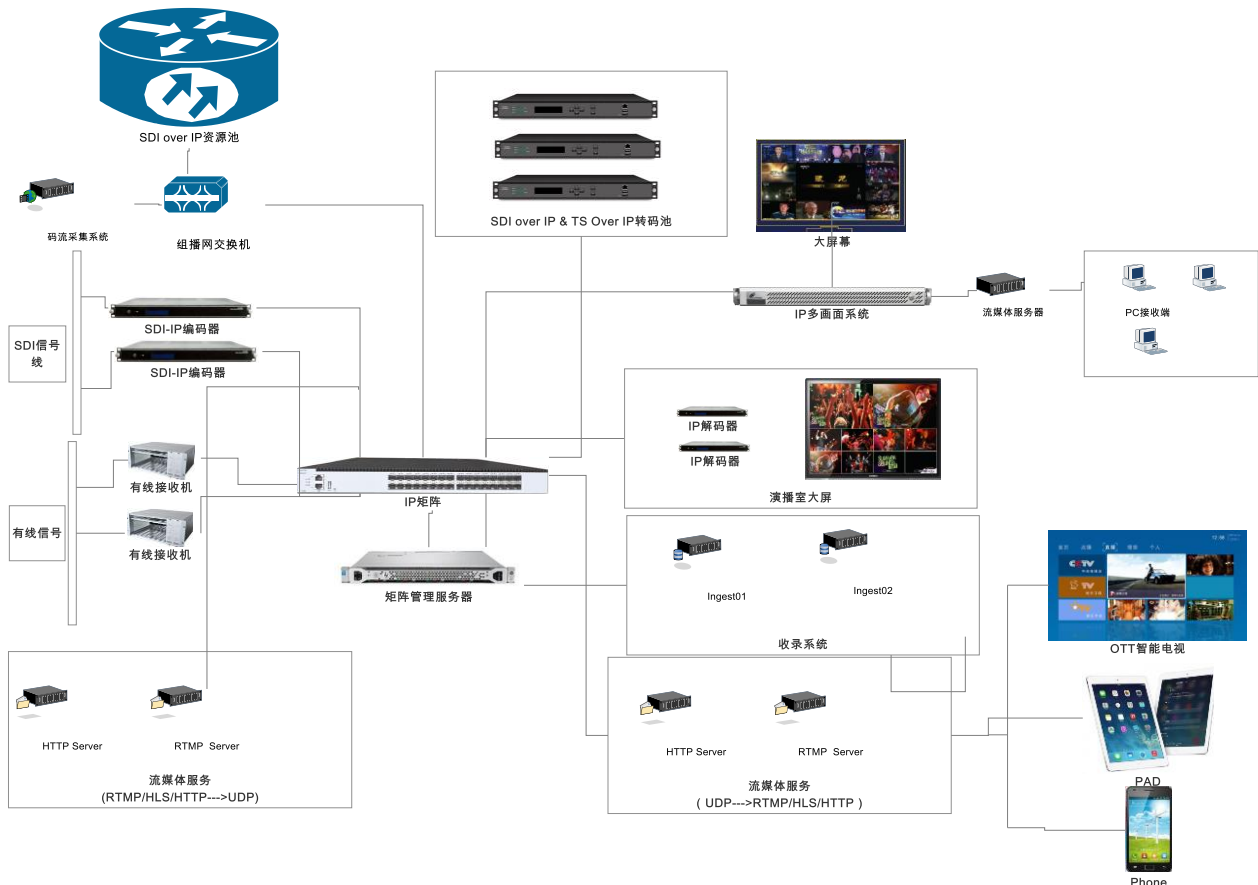 SDI over IP资源池
码流采集系统
组播网交换机
SDI over IP & TS Over IP转码池
大屏幕
IP多画面系统
流媒体服务器
PC接收端
SDI信号
线
SDI-IP编码器
SDI-IP编码器
IP解码器
IP解码器
演播室大屏
有线信号
有线接收机
有线接收机
IP矩阵
矩阵管理服务器
Ingest01
Ingest02
收录系统
CCTV
OTT智能电视
HTTP Server
RTMP Server
流媒体服务
(RTMP/HLS/HTTP--->UDP)
HTTP Server
RTMP Server
流媒体服务
( UDP--->RTMP/HLS/HTTP )
PAD
Phone